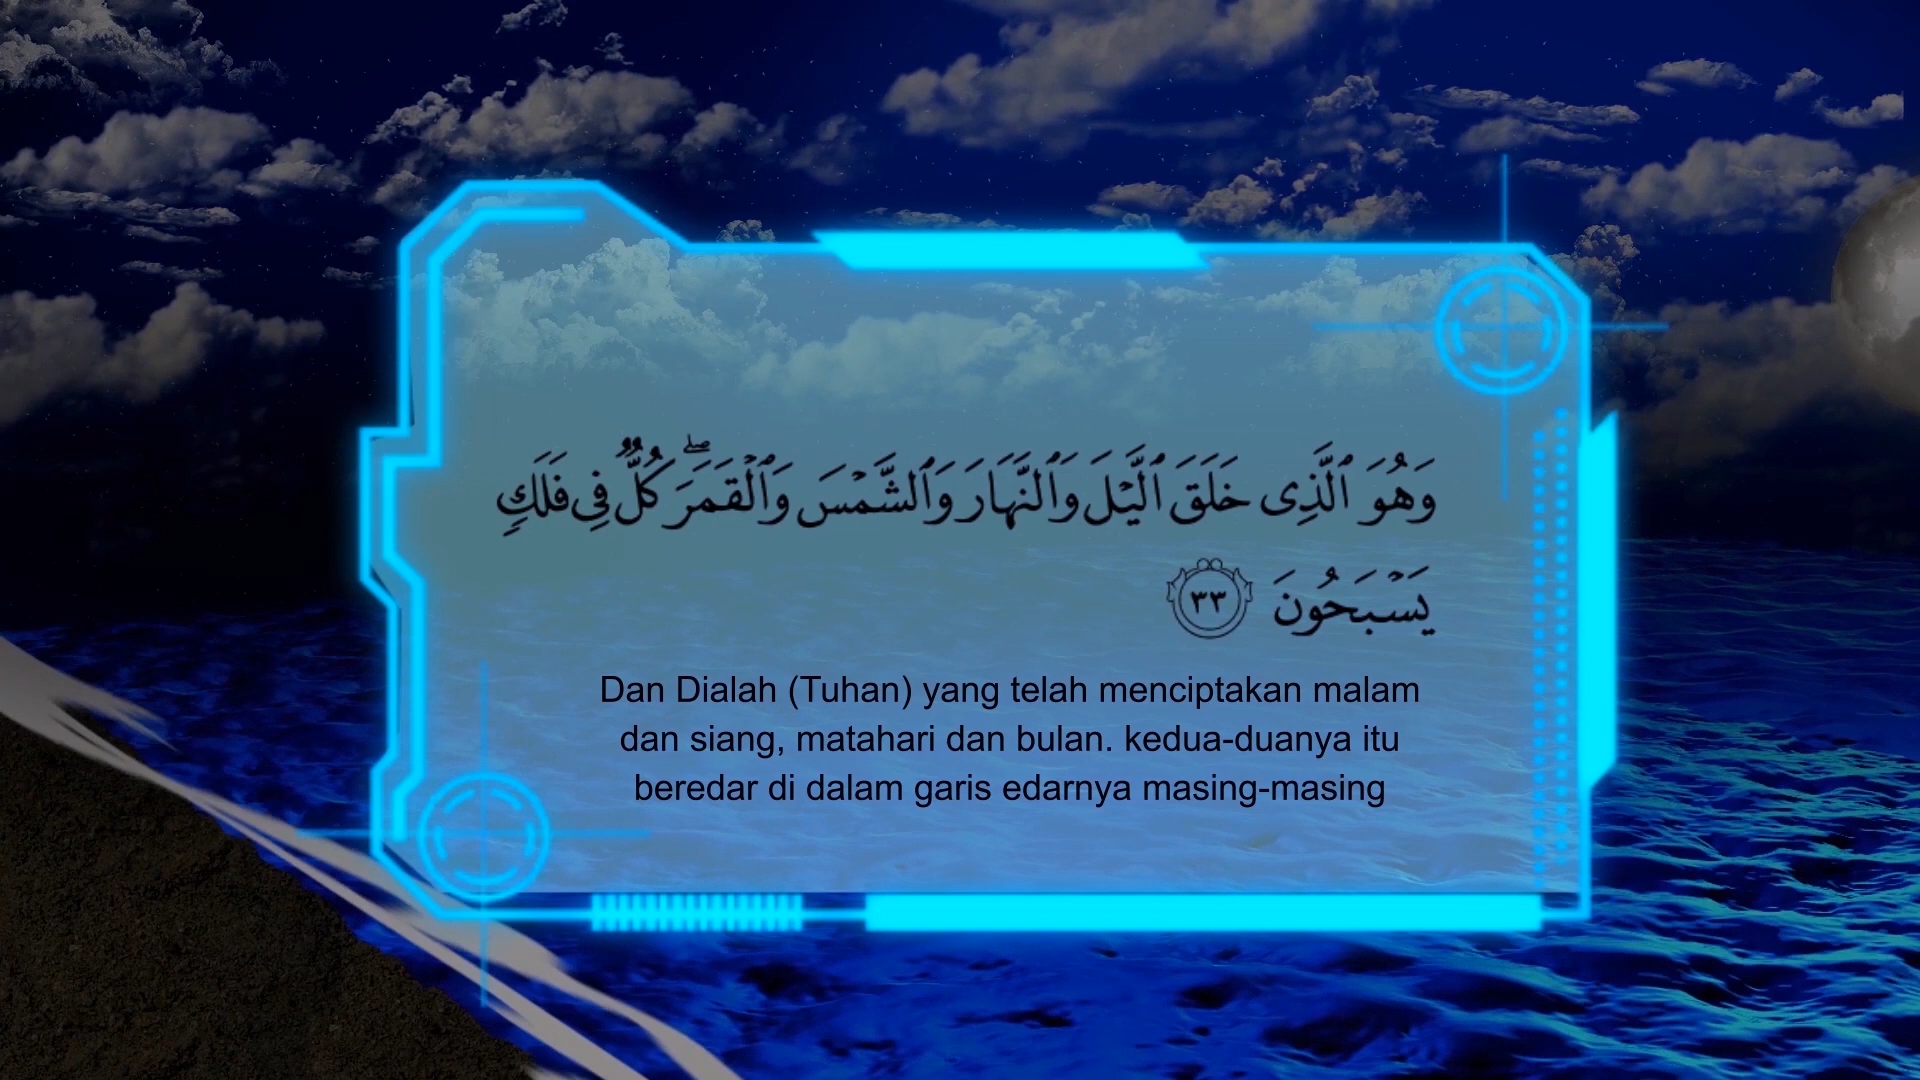 وَهُوَ ٱلَّذِى خَلَقَ ٱلَّيْلَ وَٱلنَّهَارَ وَٱلشَّمْسَ وَٱلْقَمَرَ ۖ كُلٌّ فِى فَلَكٍ
يَسْبَحُونَ ٣٣
Dan Dialah (Tuhan) yang telah menciptakan malam
dan siang, matahari dan bulan. kedua-duanya itu
beredar di dalam garis edarnya masing-masing